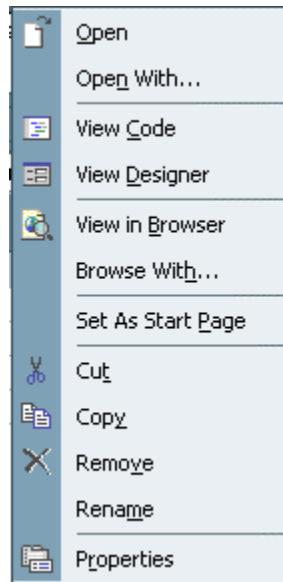 Open
Open With...
View Code
View Designer
View in Browser
Browse With...
Set As Start Page
Cut
Copy
Remove
Rename
Properties